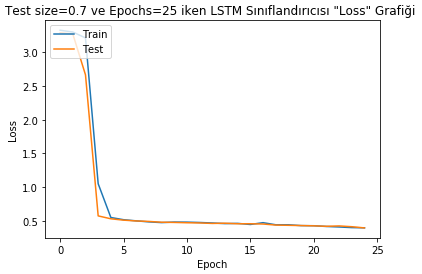 Test size=0.7 ve Epochs=25 iken LSTM Sınıflandırıcısı "Loss" Grafiği
Train
Test
3.0
2.5
2.0
1.5
1.0
0.5
Loss
0
5
10
15
20
25
Epoch